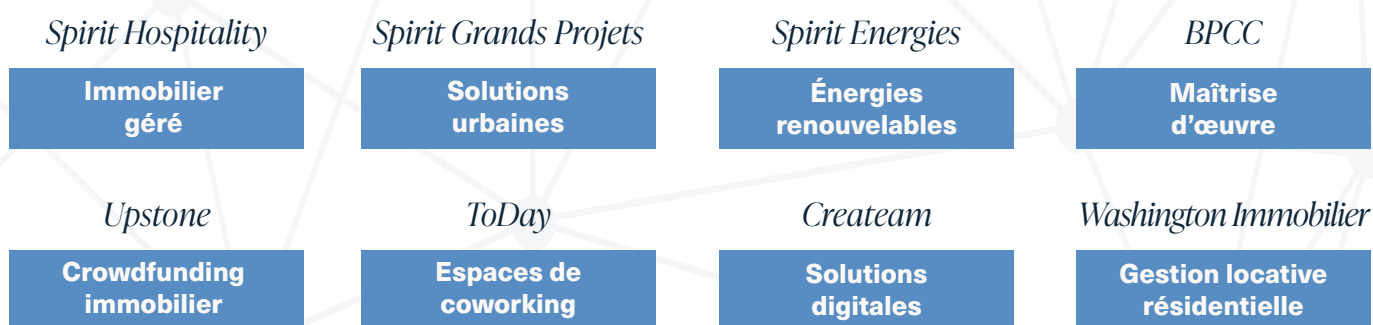 Spirit Hospitality
Immobilier
géré
Spirit Grands Projets
Solutions
urbaines
Spirit Energies
Énergies
renouvelables
BPCC
Maîtrise
d’œuvre
Upstone
Crowdfunding
immobilier
ToDay
Espaces de
coworking
Createam
Solutions
digitales
Washington Immobilier
Gestion locative
résidentielle